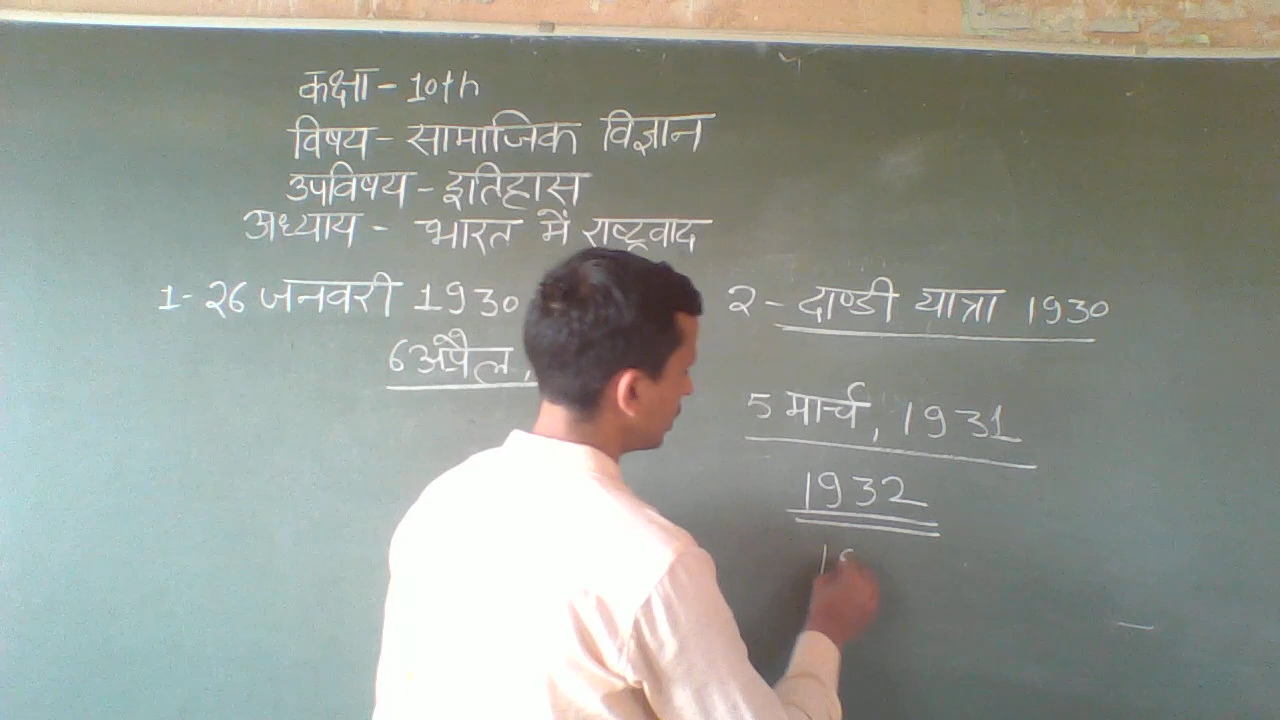 कक्षा - 10th
विषय - सामाजिक विज्ञान
उपविषय - इतिहास
अध्याय - भारत में राष्ट्रवाद
1- 26 जनवरी 1930
6 अप्रैल,
२ - दाण्डी यात्रा 1930
5 मार्च, 1931
1932